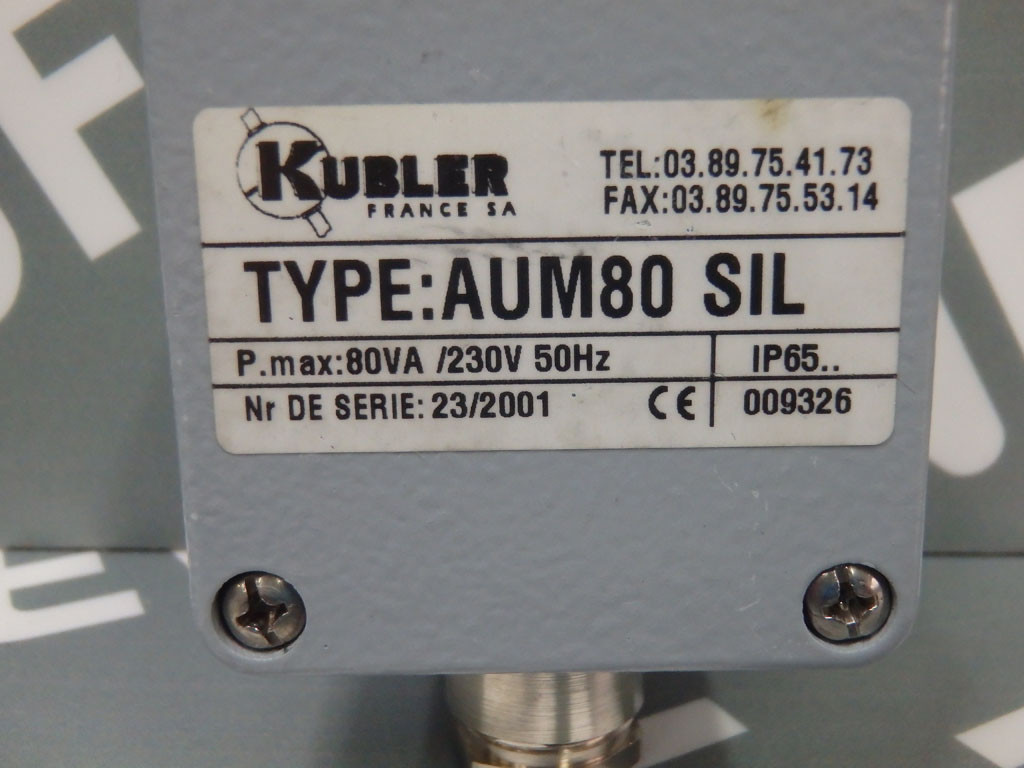 KUBLER
FRANCE SA
TEL:03.89.75.41.73
FAX:03.89.75.53.14
TYPE:AUM80 SIL
P.max:80VA /230V 50Hz
IP65..
Nr DE SERIE: 23/2001
CE
009326